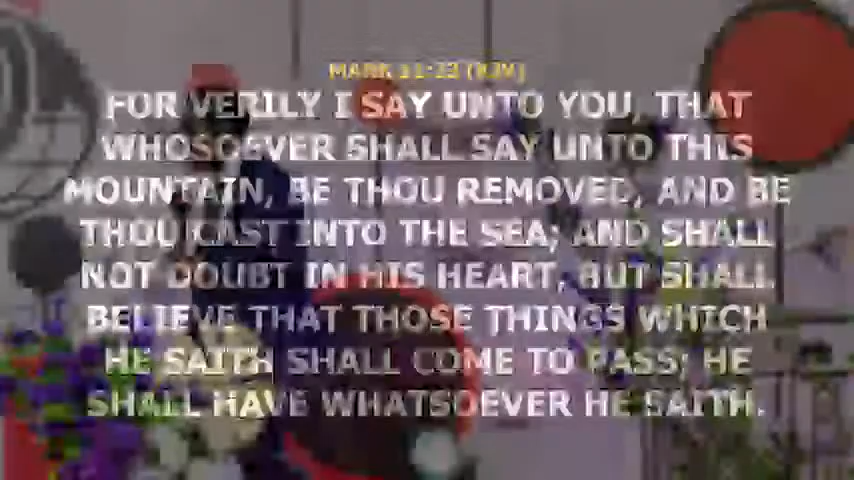 MARK 11:23 (KJV)
FOR VERILY I SAY UNTO YOU, THAT
WHOSOEVER SHALL SAY UNTO THIS
MOUNTAIN, BE THOU REMOVED, AND BE
THOU CAST INTO THE SEA; AND SHALL
NOT DOUBT IN HIS HEART, BUT SHALL
BELIEVE THAT THOSE THINGS WHICH
HE SAITH SHALL COME TO PASS; HE
SHALL HAVE WHATSOEVER HE SAITH.